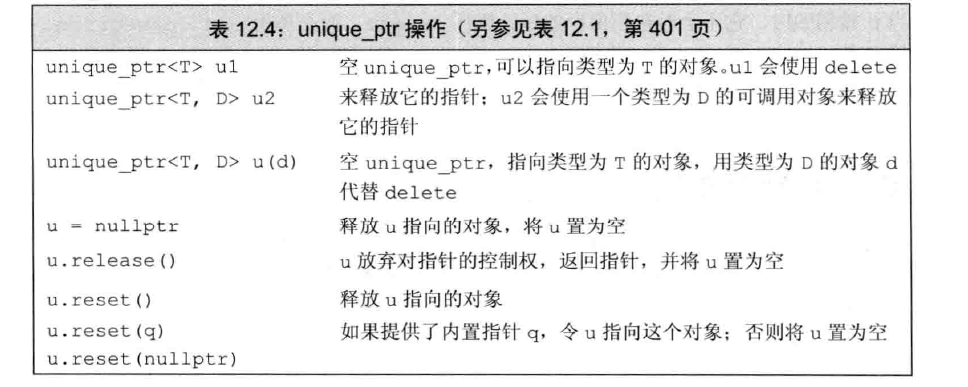 表 12.4：unique_ptr 操作（另参见表 12.1，第 401 页）
unique_ptr<T> u1 空 unique_ptr，可以指向类型为 T 的对象。u1 会使用 delete
unique_ptr<T, D> u2 来释放它的指针；u2 会使用一个类型为 D 的可调用对象来释放
它的指针
unique_ptr<T, D> u(d) 空 unique_ptr，指向类型为 T 的对象，用类型为 D 的对象 d
代替 delete
u = nullptr 释放 u 指向的对象，将 u 置为空
u.release() u 放弃对指针的控制权，返回指针，并将 u 置为空
u.reset() 释放 u 指向的对象
u.reset(q) 如果提供了内置指针 q，令 u 指向这个对象；否则将 u 置为空
u.reset(nullptr)